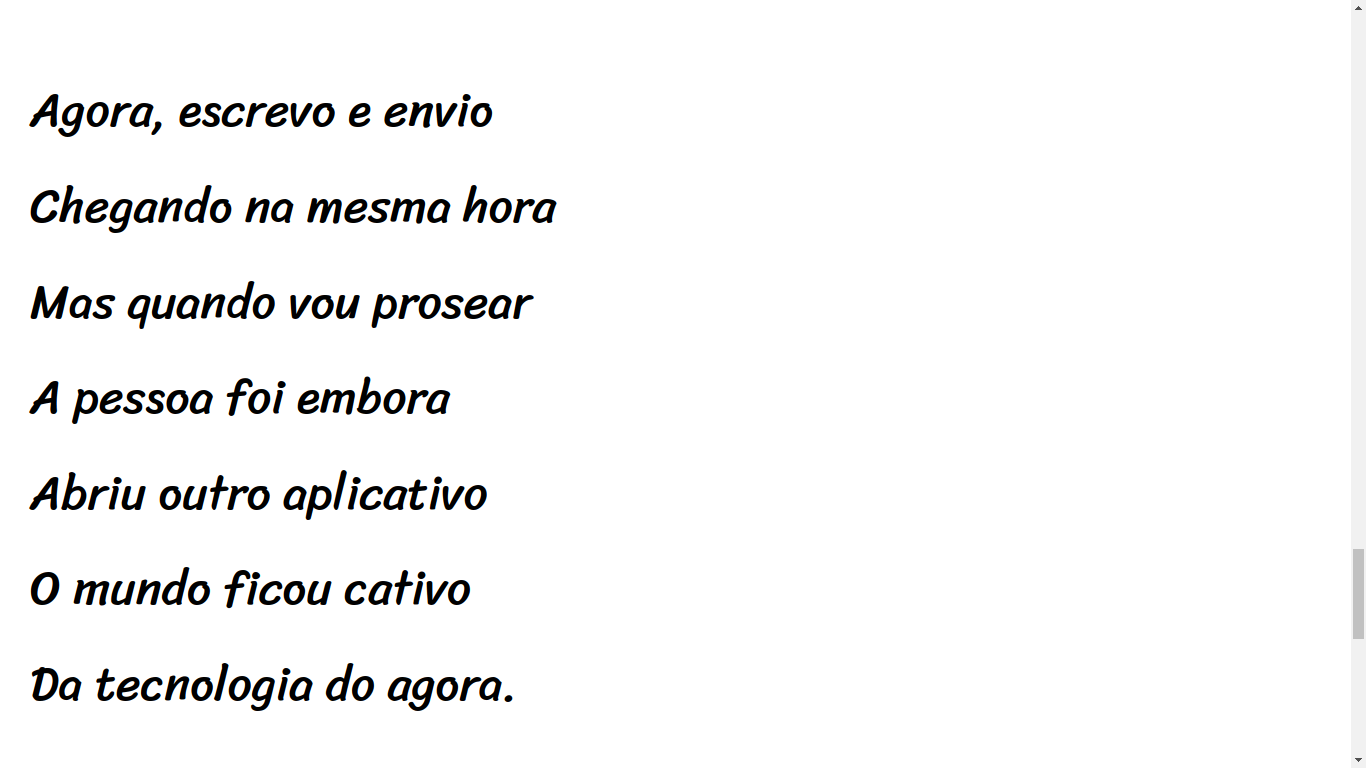 Agora, escrevo e envio
Chegando na mesma hora
Mas quando vou prosear
A pessoa foi embora
Abriu outro aplicativo
O mundo ficou cativo
Da tecnologia do agora.